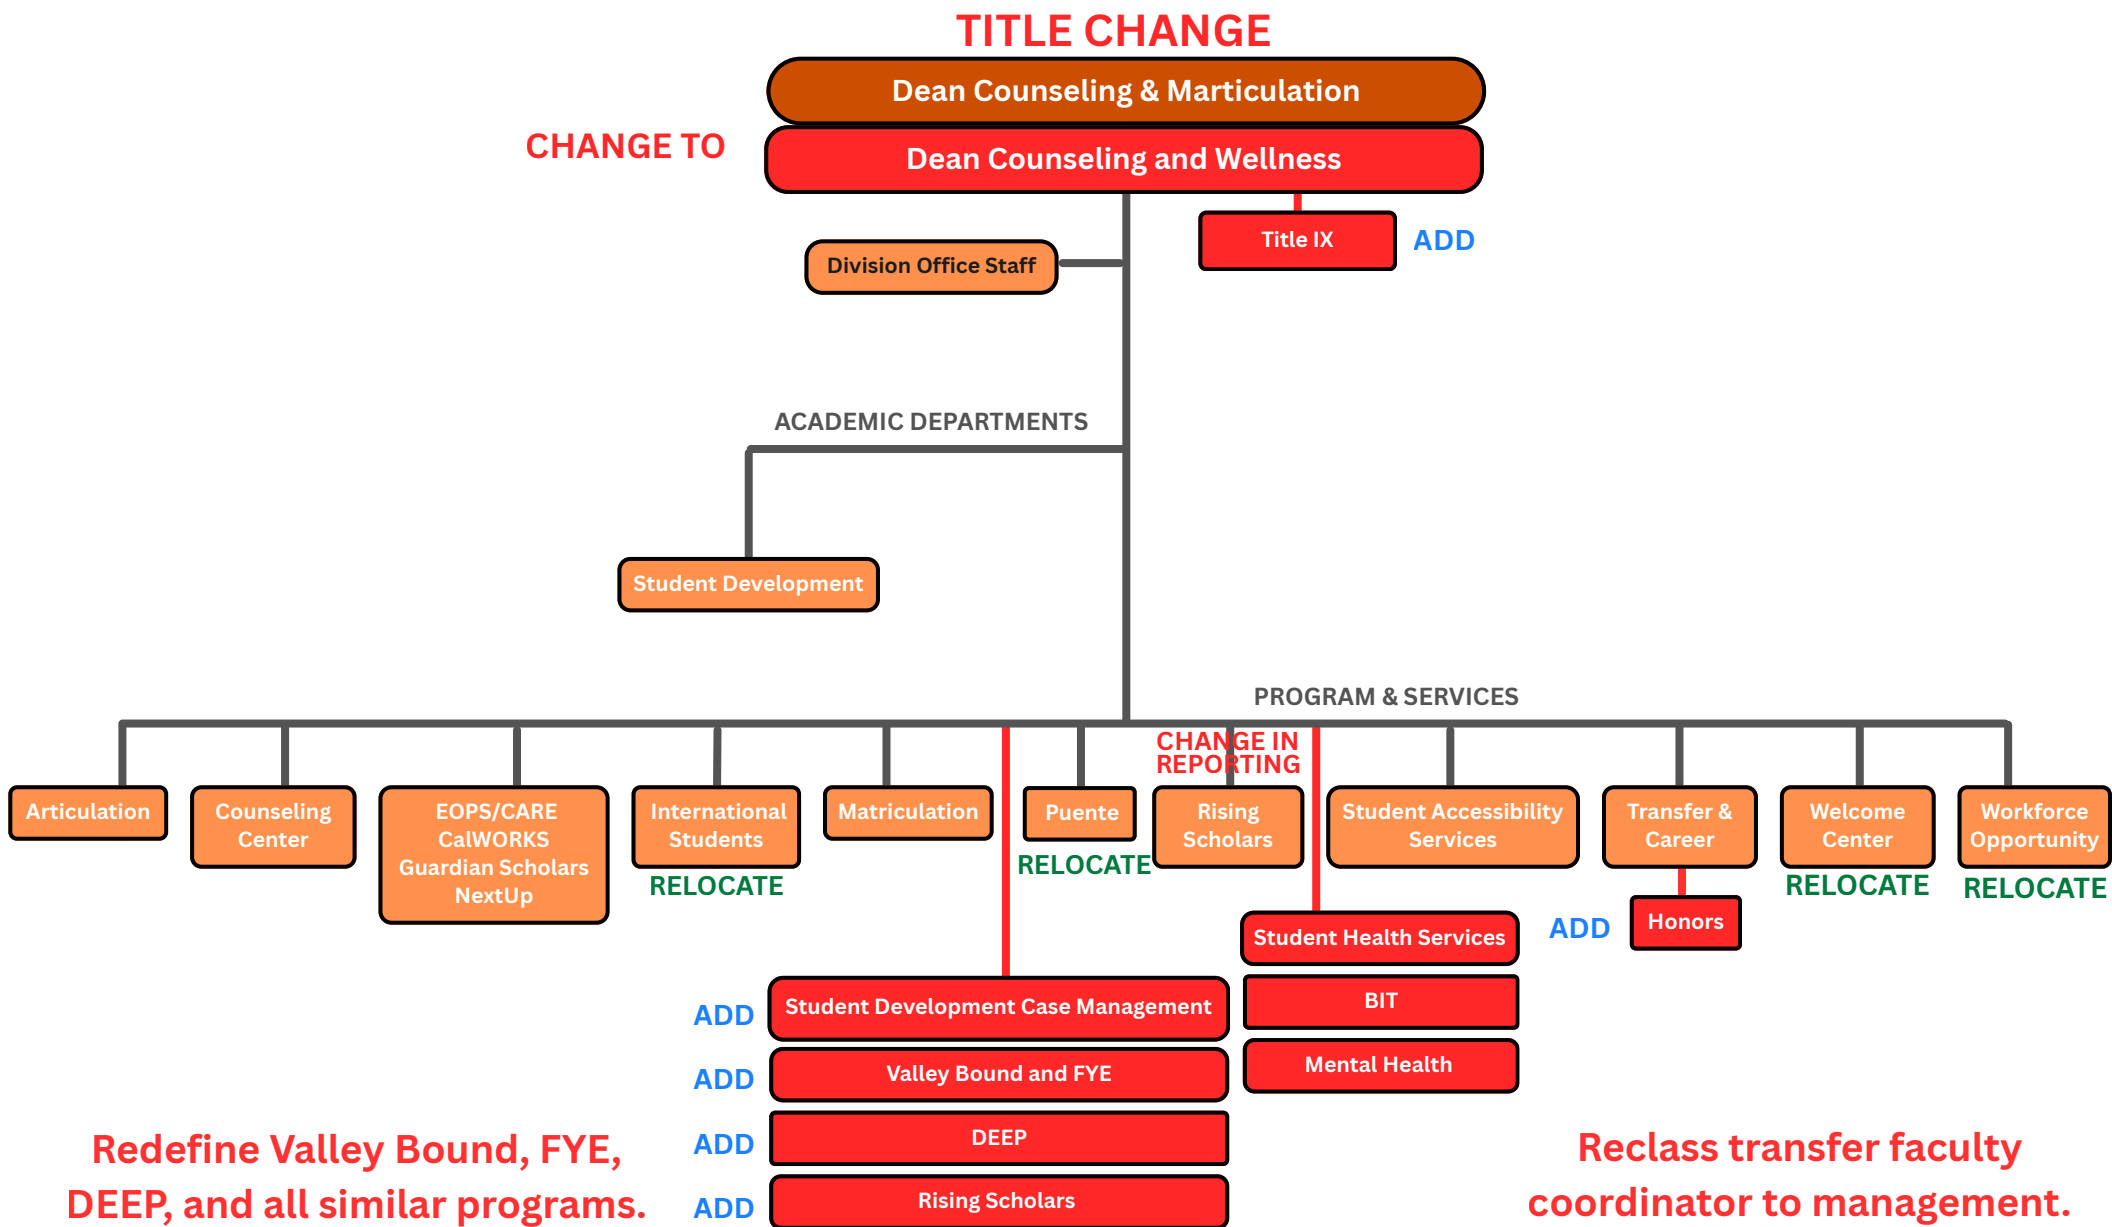 TITLE CHANGE
Dean Counseling & Marticulation
CHANGE TO
Dean Counseling and Wellness
Title IX
ADD
Division Office Staff
ACADEMIC DEPARTMENTS
Student Development
PROGRAM & SERVICES
CHANGE IN
REPORTING
Articulation
Counseling
Center
EOPS/CARE
CalWORKS
Guardian Scholars
NextUp
International
Students
RELOCATE
Matriculation
Puente
RELOCATE
Rising
Scholars
Student Accessibility
Services
Transfer &
Career
Welcome
Center
RELOCATE
Workforce
Opportunity
RELOCATE
ADD
Honors
Student Health Services
BIT
Mental Health
ADD
Student Development Case Management
ADD
Valley Bound and FYE
ADD
DEEP
ADD
Rising Scholars
Redefine Valley Bound, FYE,
DEEP, and all similar programs.
Reclass transfer faculty
coordinator to management.